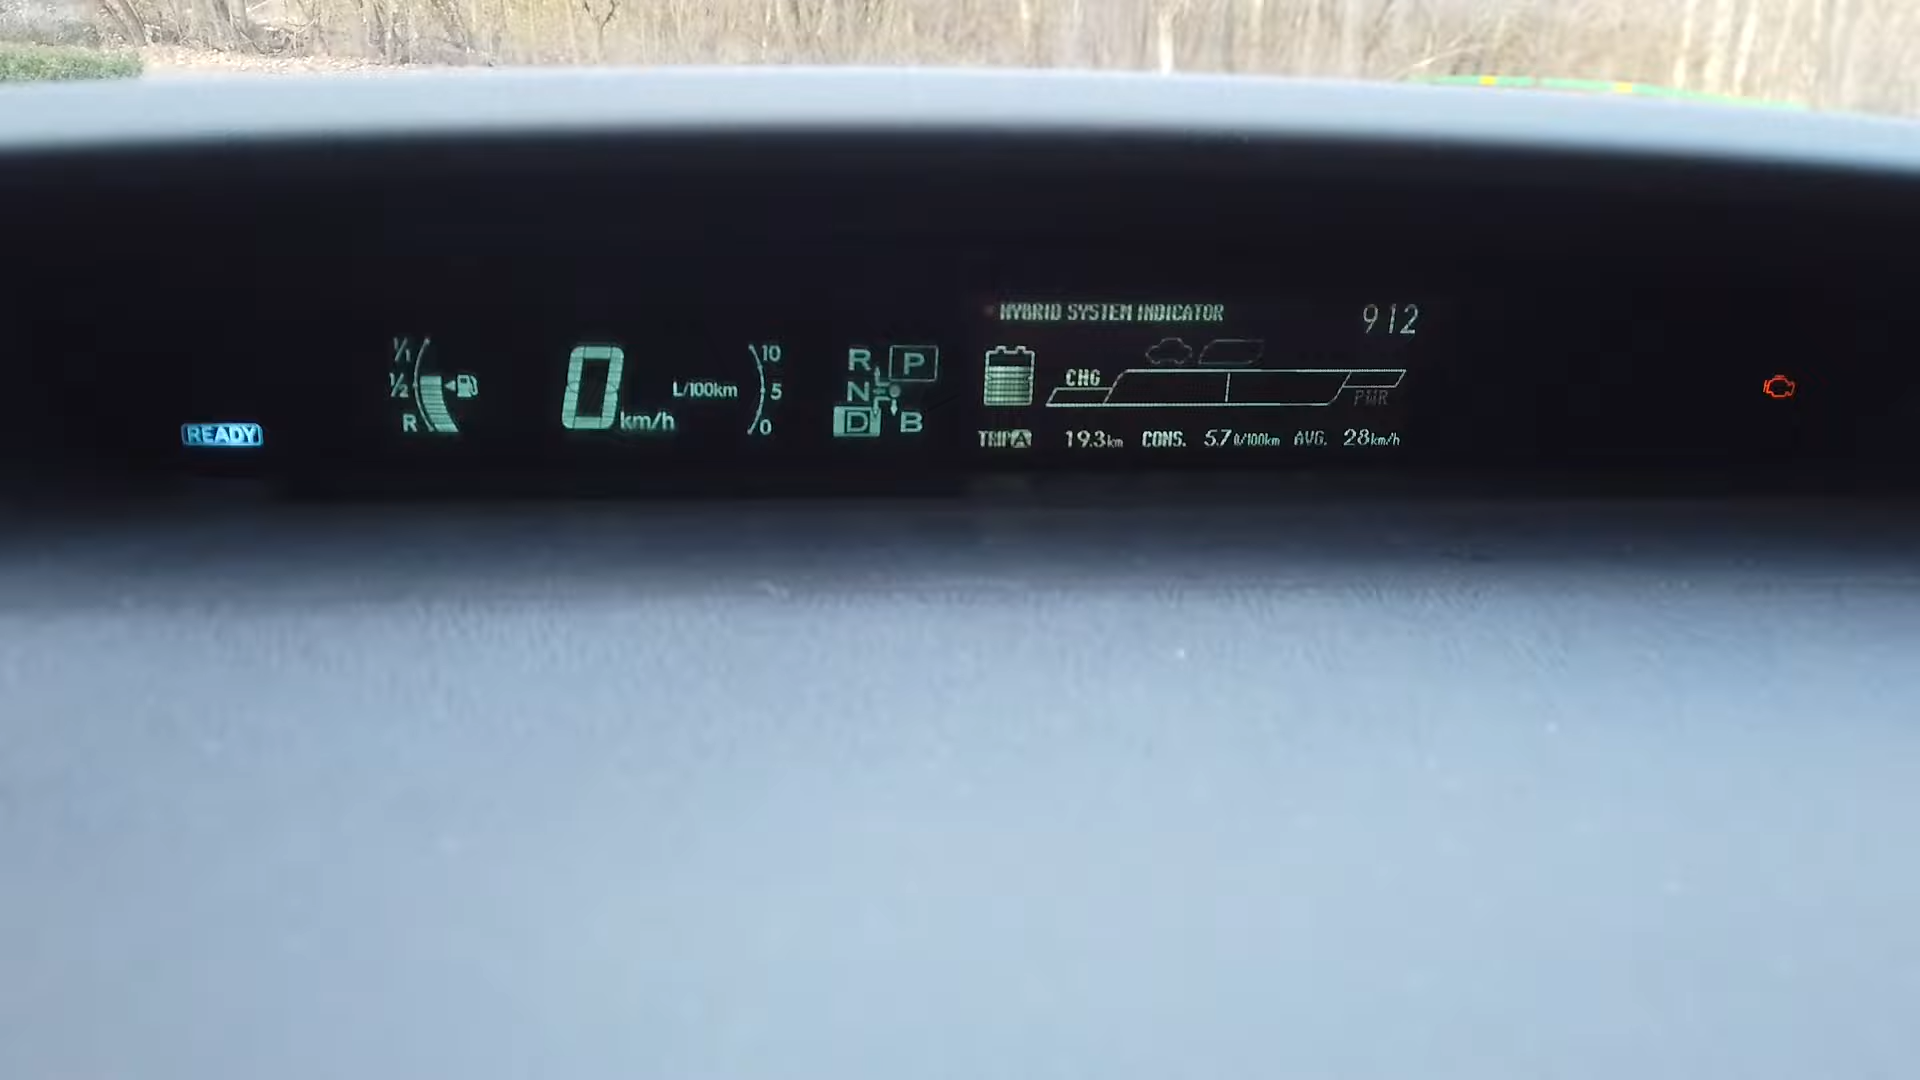 HYBRID SYSTEM INDICATOR 912
1/1
1/2
R
READY
0 km/h
L/100km
10
5
0
R P
N
D B
CHG
PWR
TRIP A 19.3km CONS. 5.7ℓ/100km AVG. 28km/h